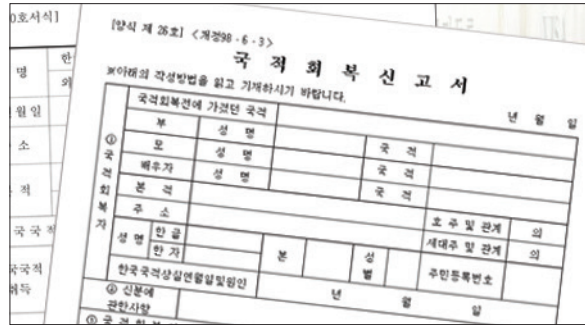 0호서식]
명
한
외
월일
소
적
국국적
국국적
취득
[양식 제 26호] <개정98·6·3>
국 적 회 복 신 고 서
※아래의 작성방법을 읽고 기재하시기 바랍니다.
년 월 일
① 국적회복자
국적회복전에 가졌던 국적
부 성 명 국 적
모 성 명 국 적
배우자 성 명 국 적
본 적 호주 및 관계 의
주 소 세대주 및 관계 의
성 명 한글 본 성별 주민등록번호
한자
한국국적상실연월일및원인 년 월 일
④ 신분에
관한사항